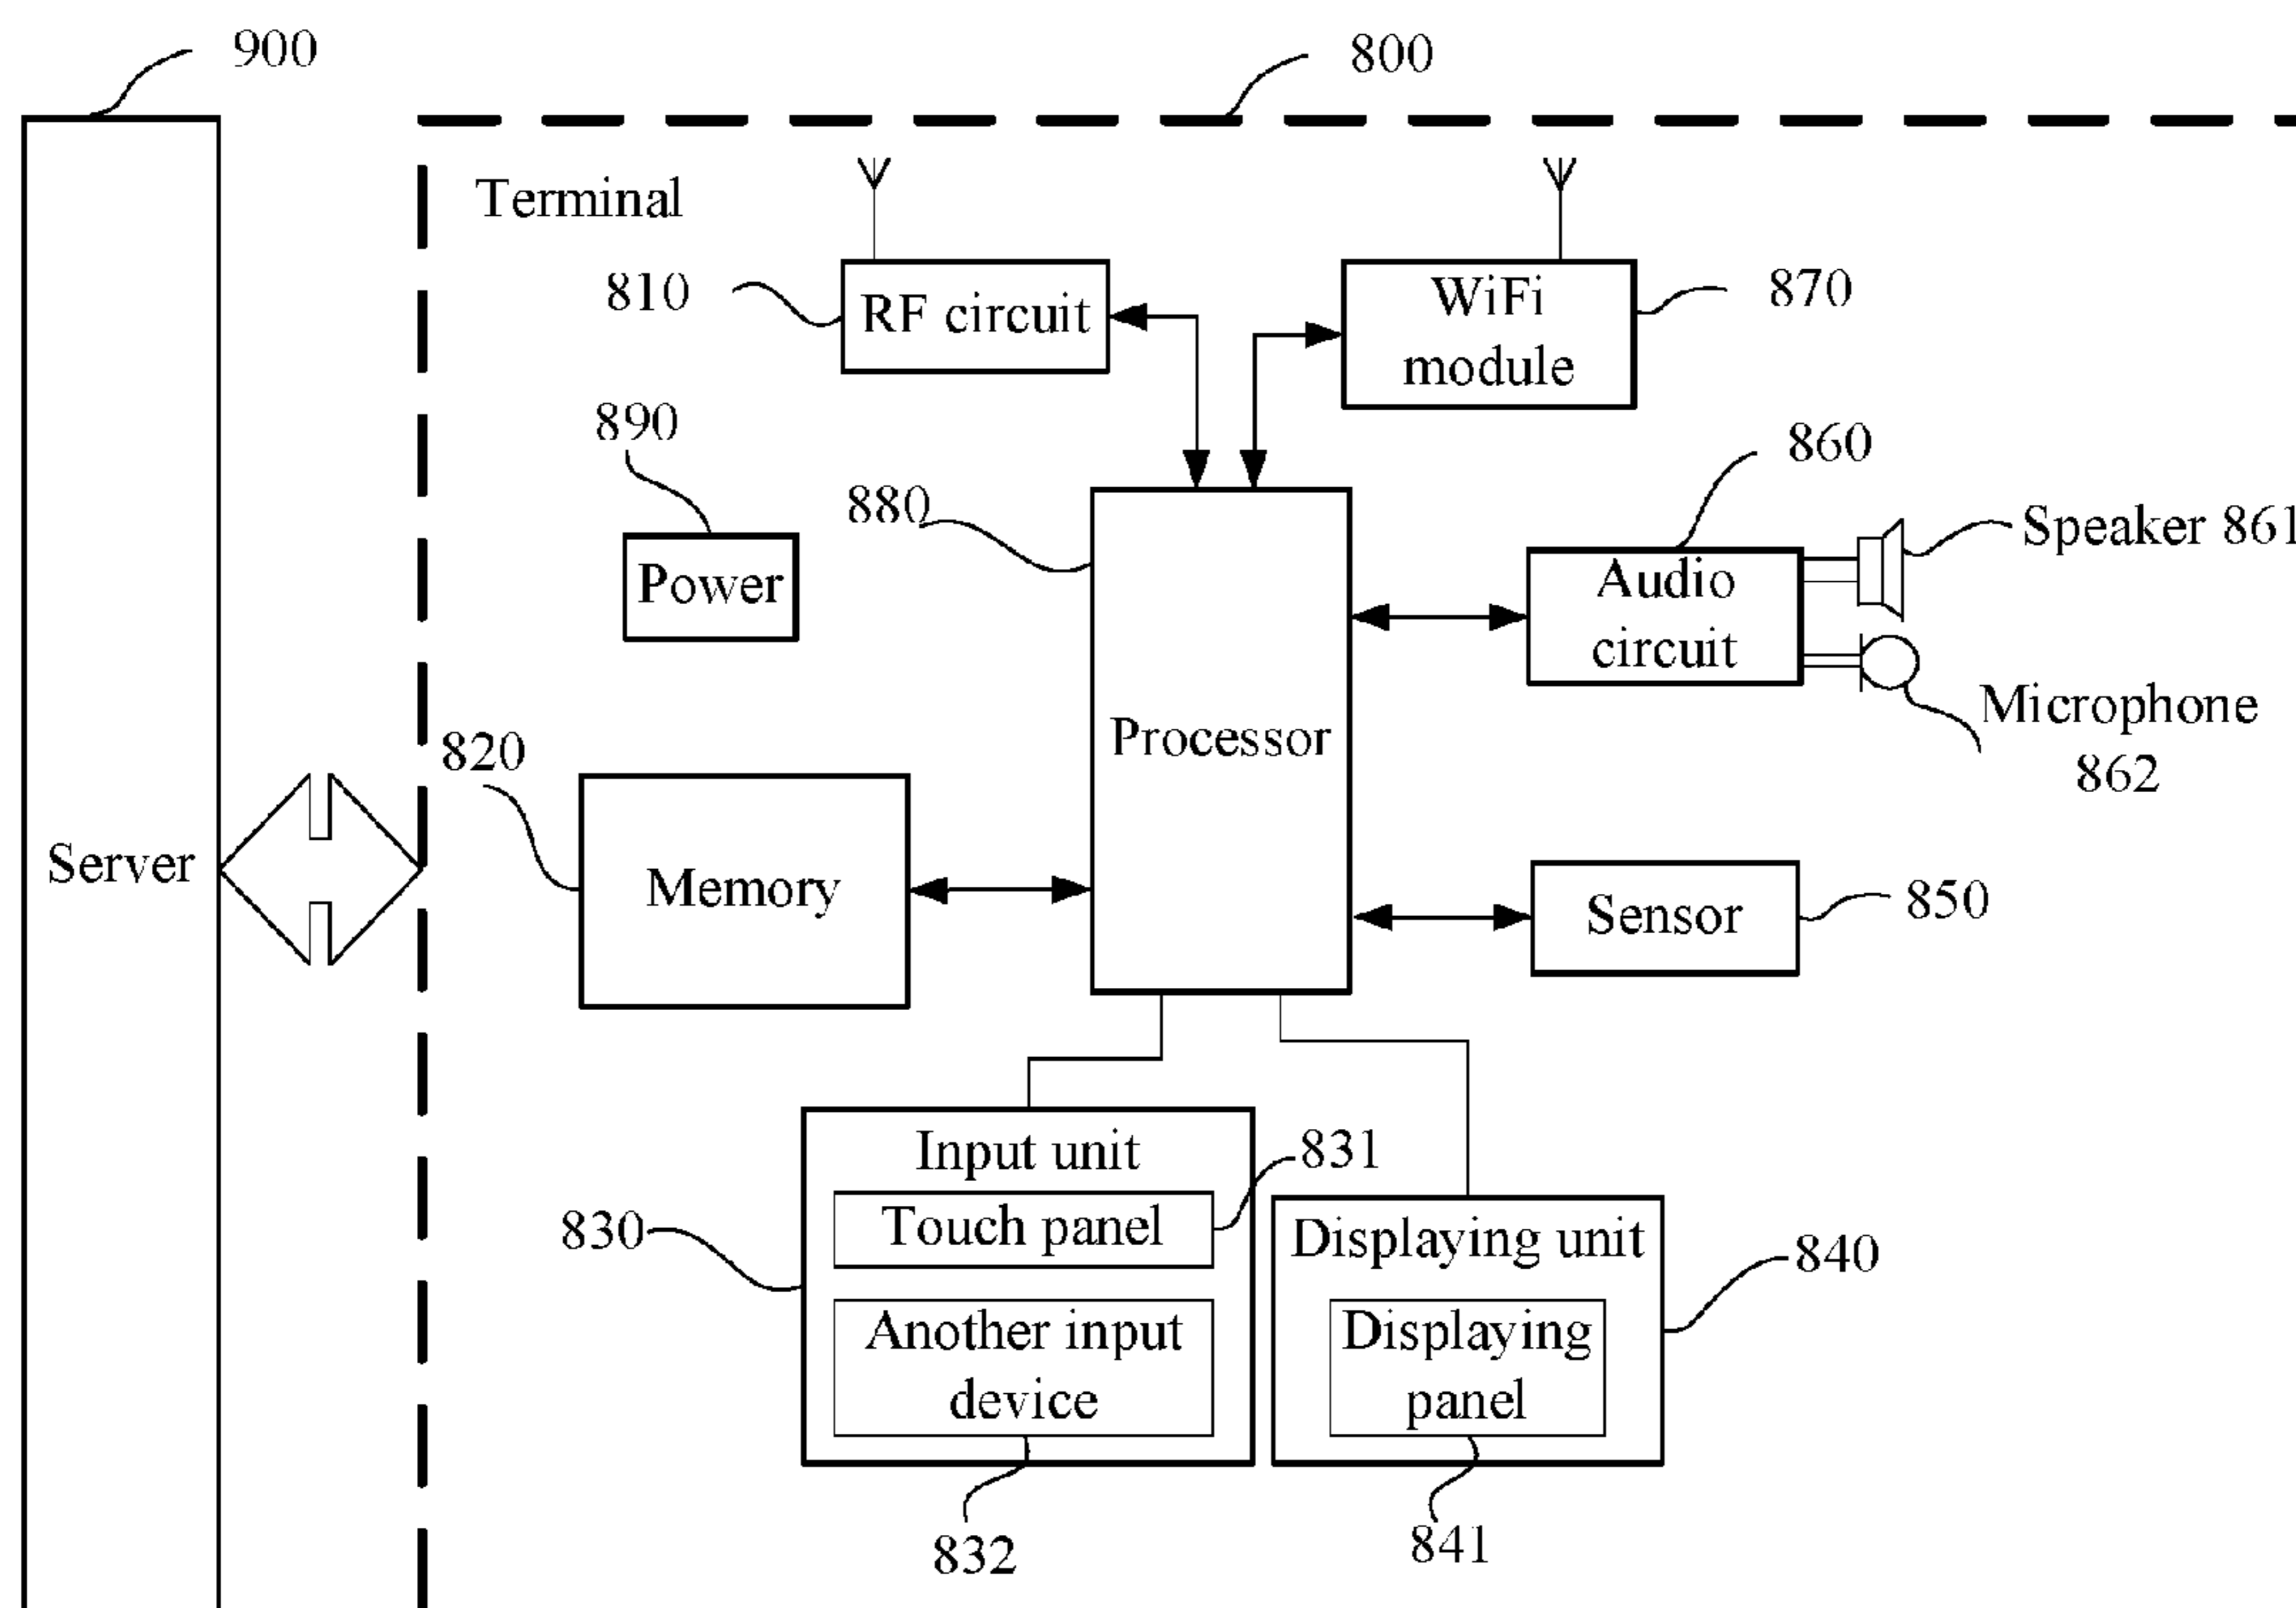 900
800
Terminal
810
RF circuit
WiFi
module
870
890
Power
880
Processor
860
Audio
circuit
Speaker 861
Microphone
862
820
Memory
Server
Sensor
850
Input unit
831
Touch panel
830
Another input
device
832
Displaying unit
840
Displaying
panel
841